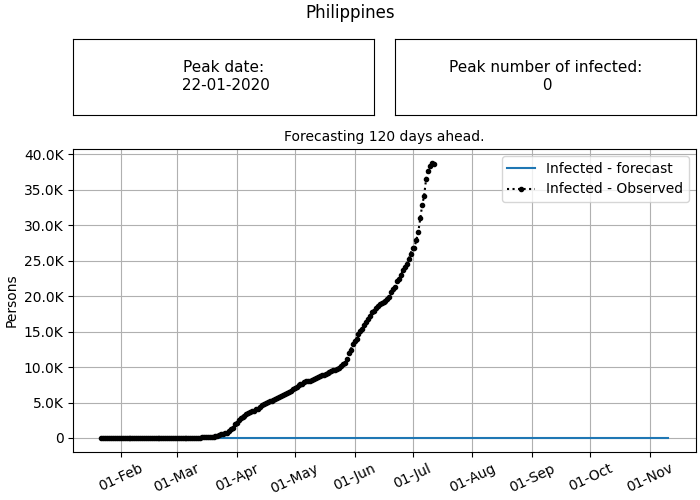 Philippines
Peak date:
22-01-2020
Peak number of infected:
0
Forecasting 120 days ahead.
40.0K
35.0K
30.0K
25.0K
20.0K
15.0K
10.0K
5.0K
0
Persons
Infected - forecast
Infected - Observed
01-Feb
01-Mar
01-Apr
01-May
01-Jun
01-Jul
01-Aug
01-Sep
01-Oct
01-Nov